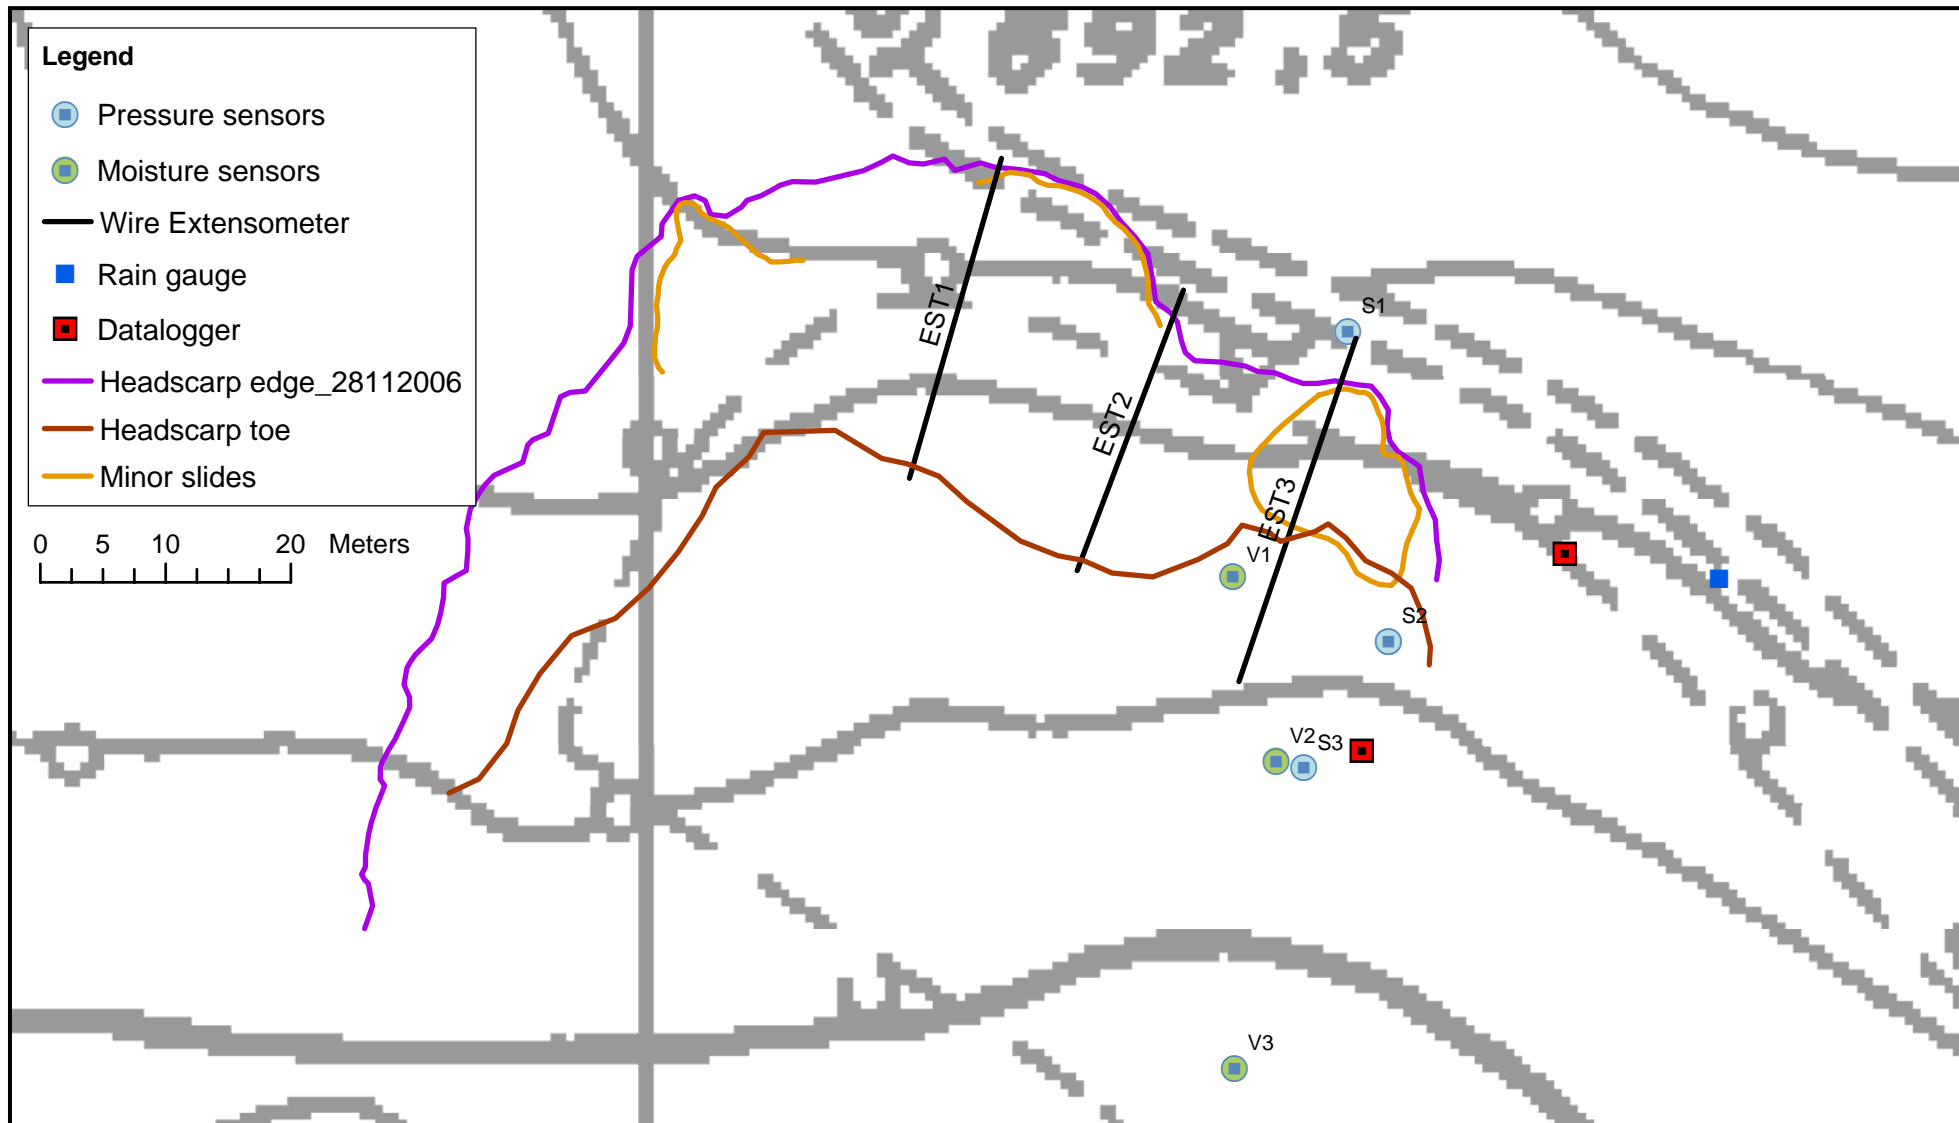 692.5
Legend
Pressure sensors
Moisture sensors
Wire Extensometer
Rain gauge
Datalogger
Headscarp edge_28112006
Headscarp toe
Minor slides
0 5 10 20 Meters
EST1
S1
EST2
EST3
V1
S2
V2 S3
V3